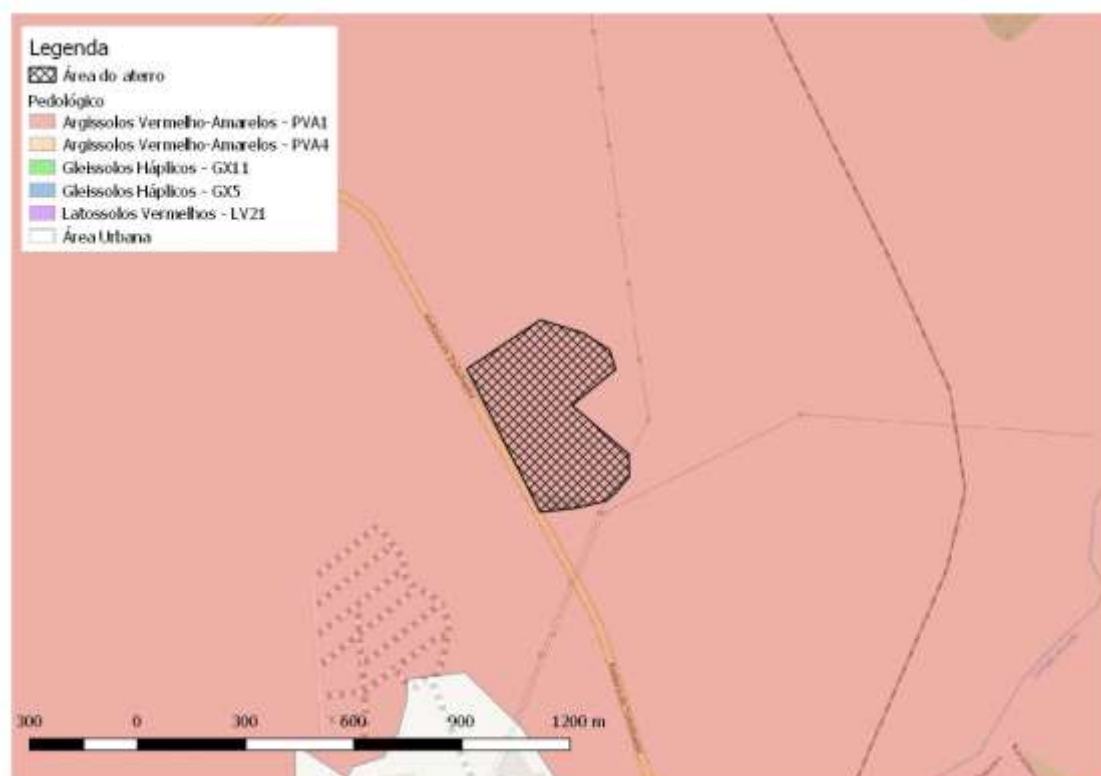 Legenda
Área do aterro
Pedológico
Argissolos Vermelho-Amarelos - PVA1
Argissolos Vermelho-Amarelos - PVA4
Gleissolos Háplicos - GX11
Gleissolos Háplicos - GX5
Latossolos Vermelhos - LV21
Área Urbana
300 0 300 600 900 1200 m